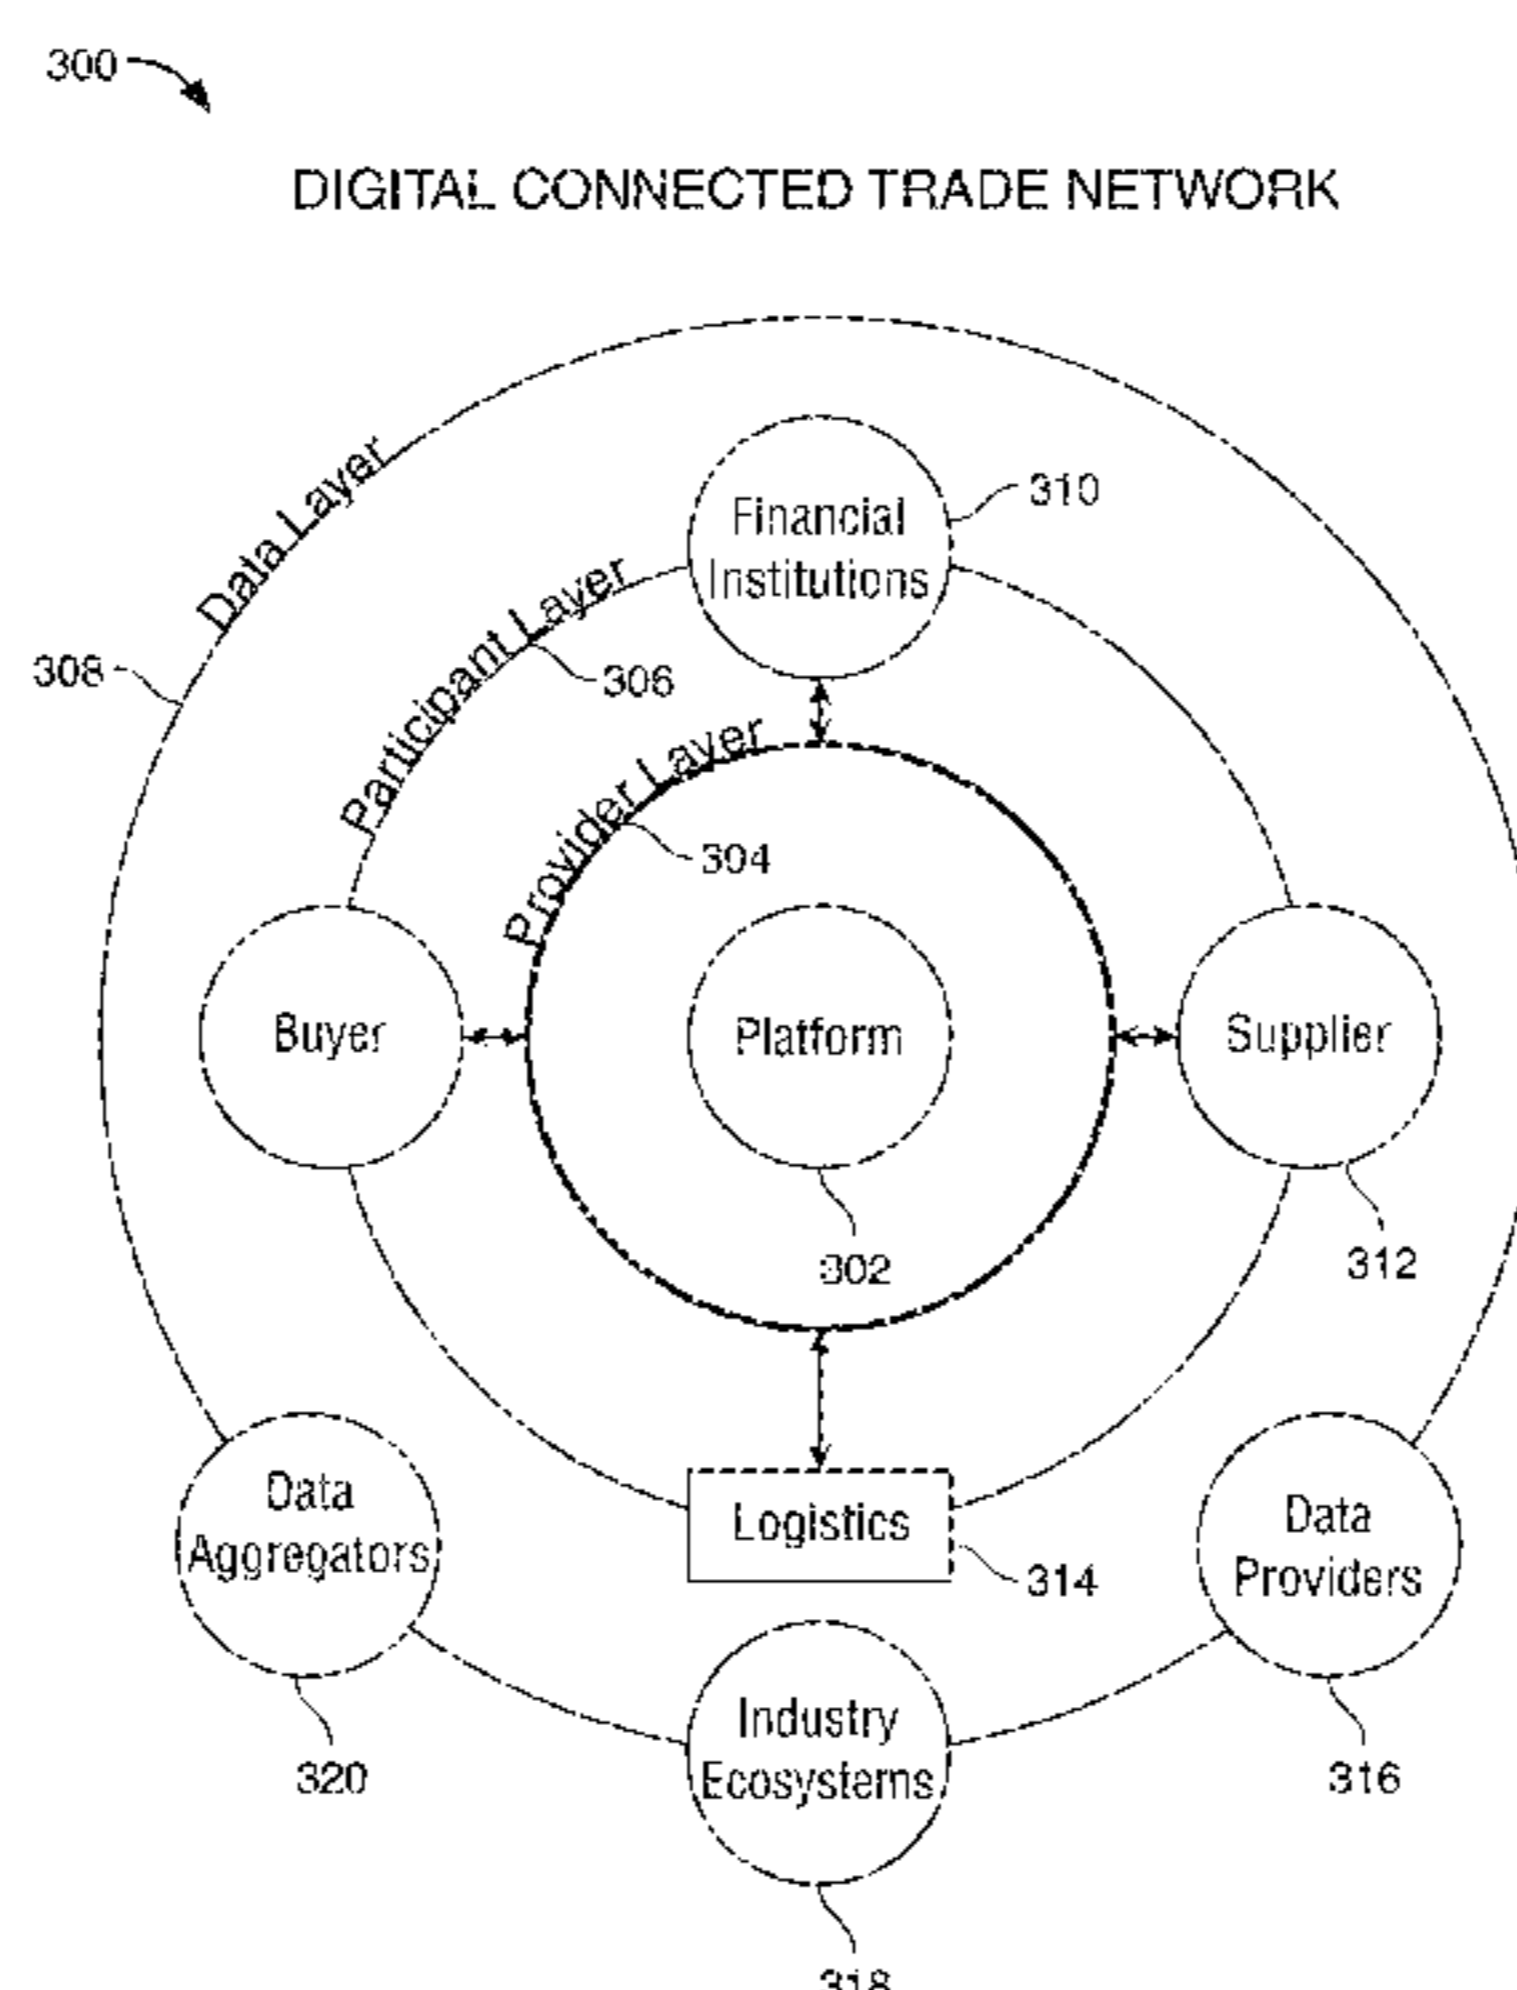 300
DIGITAL CONNECTED TRADE NETWORK
Data Layer
Financial
Institutions
310
Participant Layer
308
306
Provider Layer
304
Buyer
Platform
Supplier
302
312
Data
Aggregators
Logistics
Data
Providers
314
Industry
Ecosystems
320
316
318